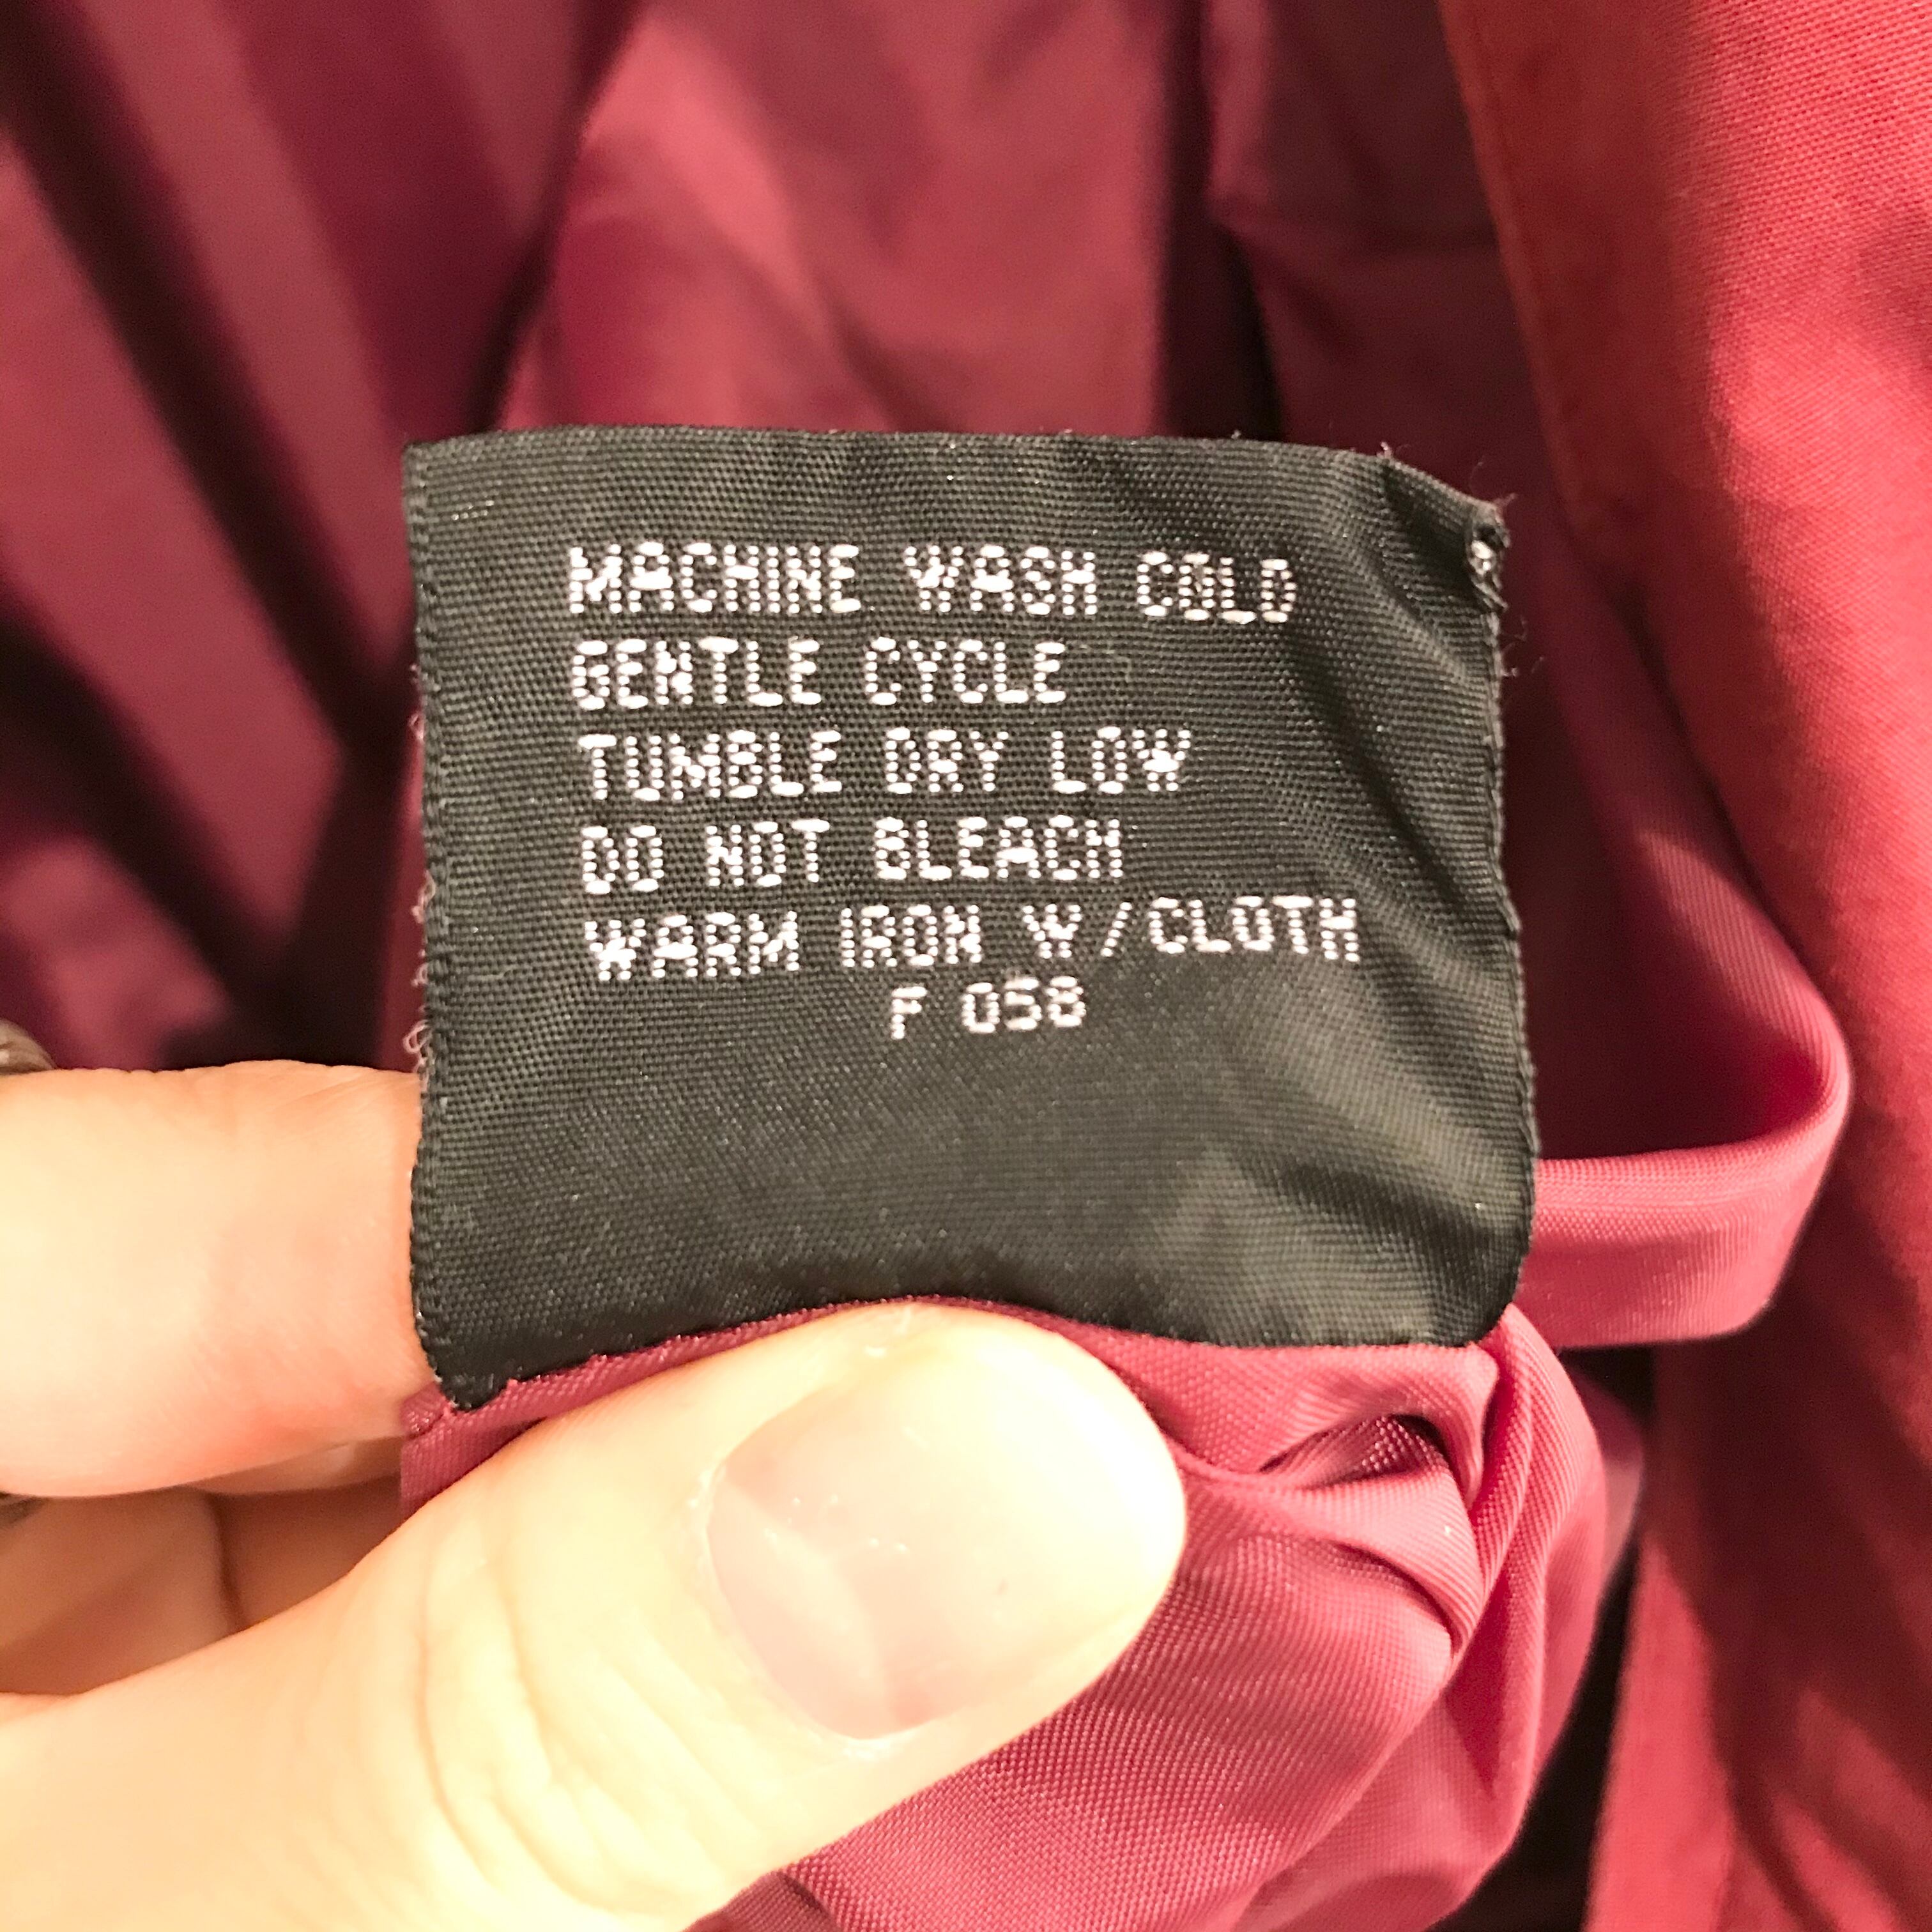 MACHINE WASH COLD
GENTLE CYCLE
TUMBLE DRY LOW
DO NOT BLEACH
WARM IRON W/CLOTH
F 058